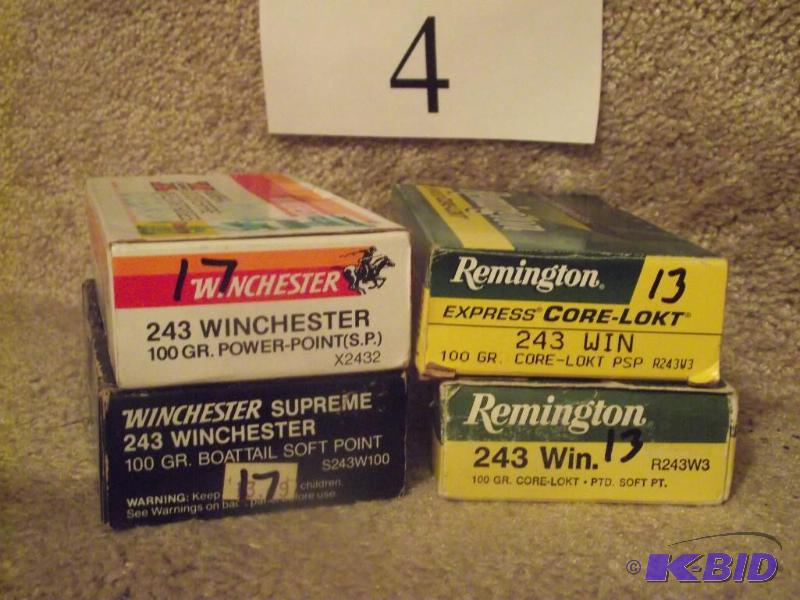 4
17
WINCHESTER
243 WINCHESTER
100 GR. POWER-POINT(S.P.)
X2432
Remington
13
EXPRESS CORE-LOKT
243 WIN
100 GR. CORE-LOKT PSP R243W3
WINCHESTER SUPREME
243 WINCHESTER
100 GR. BOATTAIL SOFT POINT
S243W100
17
WARNING: Keep children.
See Warnings on before use.
Remington
243 Win. 13 R243W3
100 GR. CORE-LOKT • PTD. SOFT PT.
© K-BID